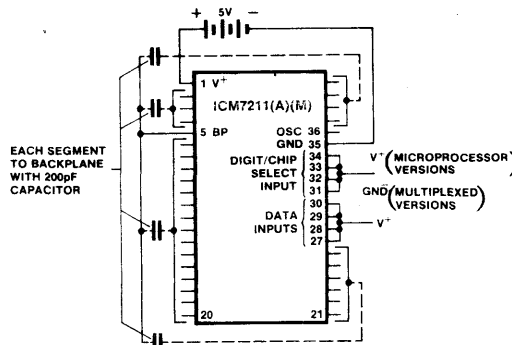 + 5V −
1 V+
ICM7211(A)(M)
5 BP
OSC 36
GND 35
EACH SEGMENT
TO BACKPLANE
WITH 200pF
CAPACITOR
DIGIT/CHIP
SELECT
INPUT
34
33
32
31
V+ (MICROPROCESSOR
VERSIONS)
GND (MULTIPLEXED
VERSIONS)
DATA
INPUTS
30
29
28
27
V+
20
21